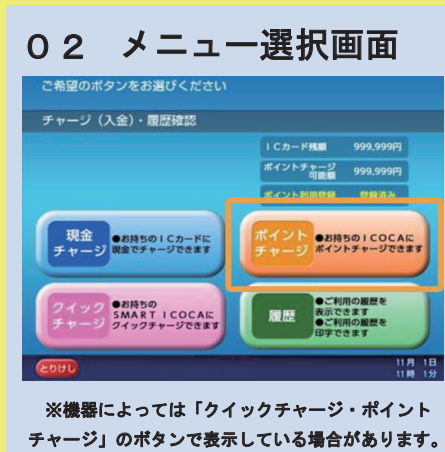 ０２　メニュー選択画面
ご希望のボタンをお選びください
チャージ（入金）・履歴確認
ＩＣカード残額　999,999円
ポイントチャージ可能額　999,999円
ポイント利用登録　登録済み
現金
チャージ
●お持ちのＩＣカードに
現金でチャージできます
ポイント
チャージ
●お持ちのＩＣＯＣＡに
ポイントチャージできます
クイック
チャージ
●お持ちの
SMART ICOCAに
クイックチャージできます
履歴
●ご利用の履歴を
表示できます
●ご利用の履歴を
印字できます
とりけし
11月　1日
11時　1分
※機器によっては「クイックチャージ・ポイント
チャージ」のボタンで表示している場合があります。